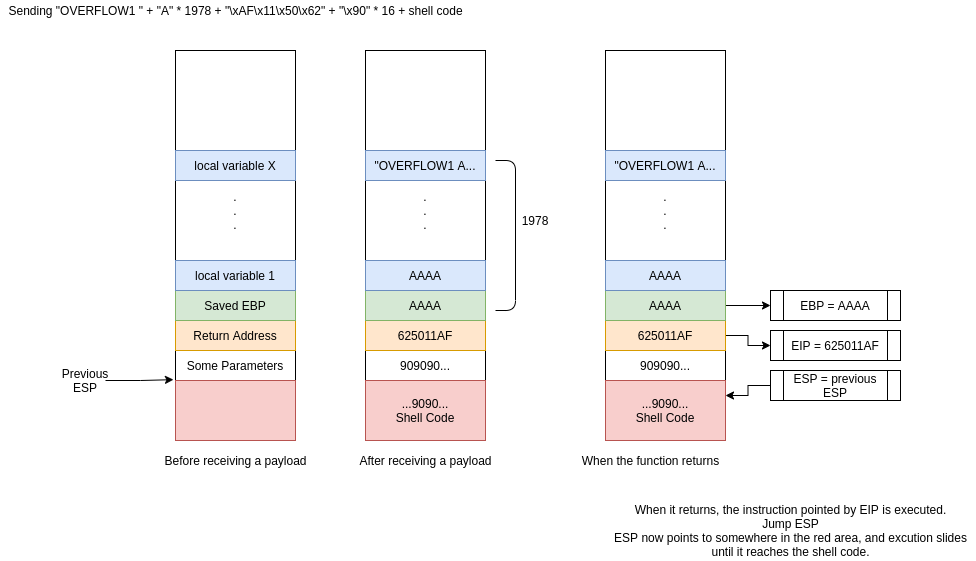 Sending "OVERFLOW1 " + "A" * 1978 + "\xAF\x11\x50\x62" + "\x90" * 16 + shell code
local variable X
.
.
.
local variable 1
Saved EBP
Return Address
Some Parameters
Previous
ESP
Before receiving a payload
"OVERFLOW1 A...
.
.
.
AAAA
AAAA
625011AF
909090...
...9090...
Shell Code
1978
After receiving a payload
"OVERFLOW1 A...
.
.
.
AAAA
AAAA
625011AF
909090...
...9090...
Shell Code
EBP = AAAA
EIP = 625011AF
ESP = previous
ESP
When the function returns
When it returns, the instruction pointed by EIP is executed.
Jump ESP
ESP now points to somewhere in the red area, and excution slides
until it reaches the shell code.